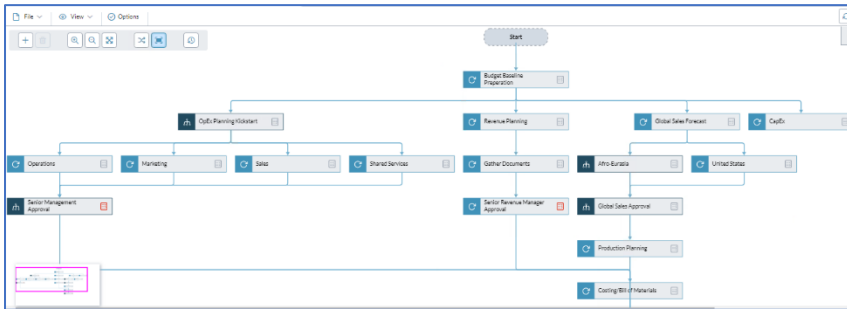 File
View
Options
Start
Budget Baseline
Preperation
OpEx Planning Kickstart
Revenue Planning
Global Sales Forecast
CapEx
Operations
Marketing
Sales
Shared Services
Gather Documents
Afro-Eurasia
United States
Senior Management
Approval
Senior Revenue Manager
Approval
Global Sales Approval
Production Planning
Costing/Bill of Materials